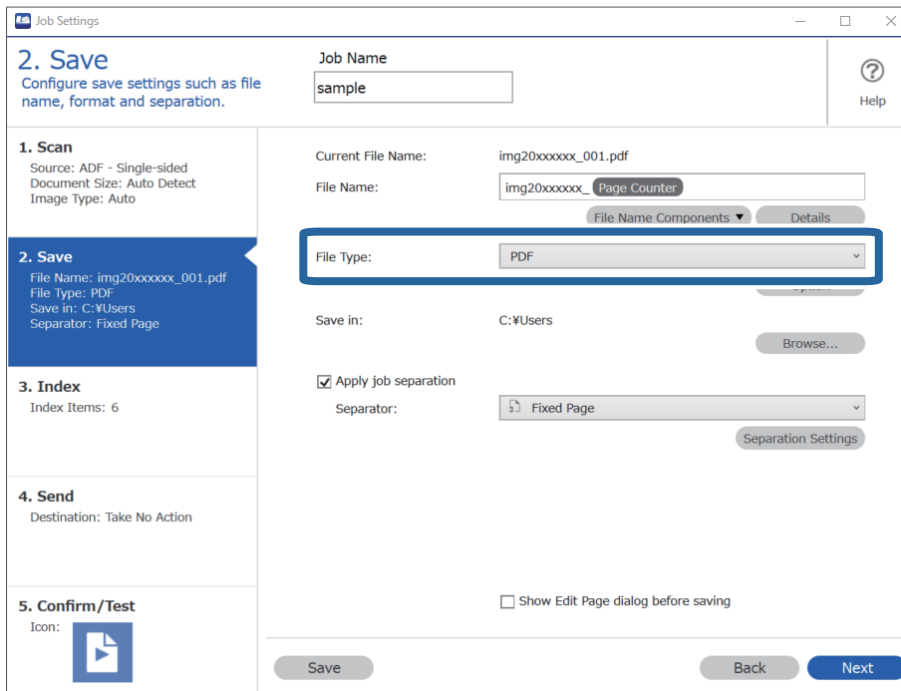 Job Settings
2. Save
Configure save settings such as file
name, format and separation.
Job Name
sample
Help
1. Scan
Source: ADF - Single-sided
Document Size: Auto Detect
Image Type: Auto
2. Save
File Name: img20xxxxxx_001.pdf
File Type: PDF
Save in: C:¥Users
Separator: Fixed Page
3. Index
Index Items: 6
4. Send
Destination: Take No Action
5. Confirm/Test
Icon:
Current File Name: img20xxxxxx_001.pdf
File Name: img20xxxxxx_ Page Counter
File Name Components ▼ Details
File Type: PDF
Save in: C:¥Users
Browse...
Apply job separation
Separator: Fixed Page
Separation Settings
Show Edit Page dialog before saving
Save Back Next